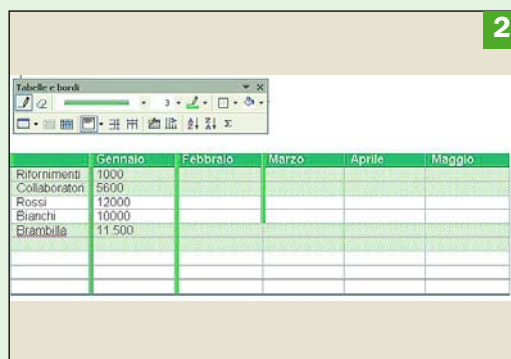 2
Tabelle e bordi
3
Gennaio Febbraio Marzo Aprile Maggio
Rifornimenti 1000
Collaboratori 5600
Rossi 12000
Bianchi 10000
Brambilla 11.500